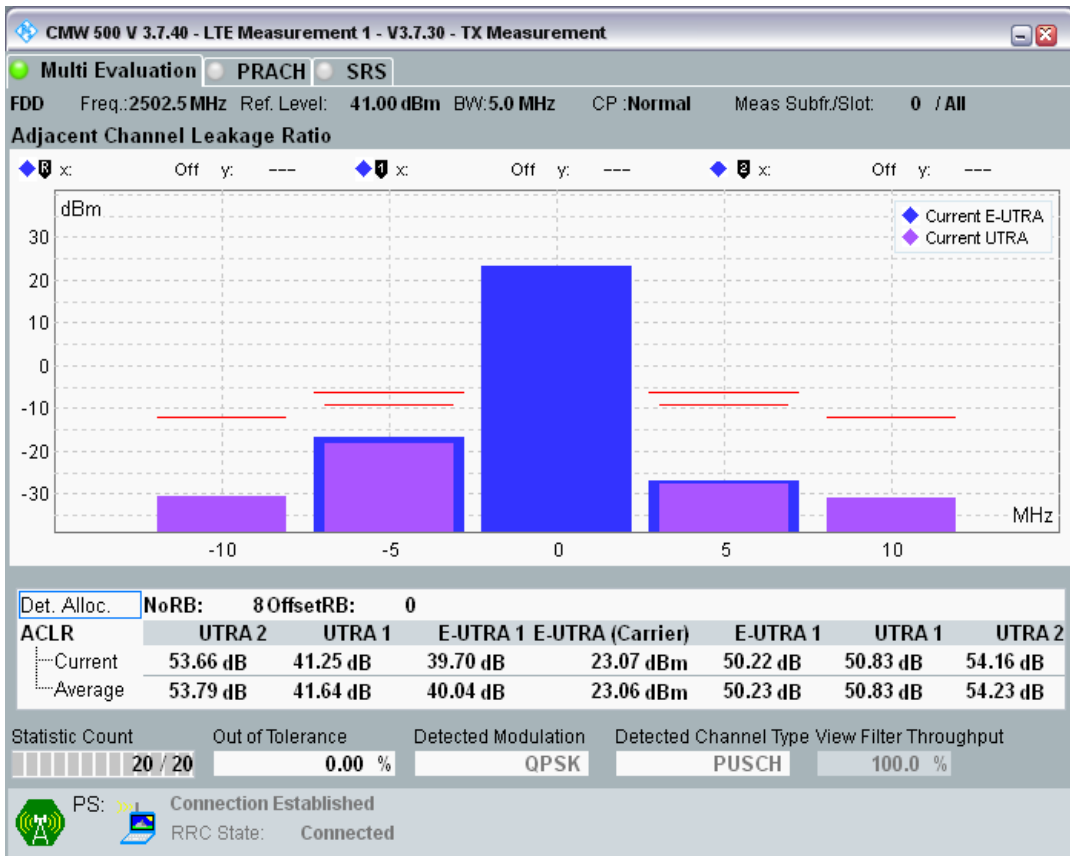 CMW 500 V 3.7.40 - LTE Measurement 1 - V3.7.30 - TX Measurement
Multi Evaluation PRACH SRS
FDD Freq.:2502.5 MHz Ref. Level: 41.00 dBm BW:5.0 MHz CP :Normal Meas Subfr./Slot: 0 / All
Adjacent Channel Leakage Ratio
R x: Off y: --- 1 x: Off y: --- 2 x: Off y: ---
dBm
Current E-UTRA
Current UTRA
30
20
10
0
-10
-20
-30
MHz
-10 -5 0 5 10
Det. Alloc. NoRB: 8 OffsetRB: 0
ACLR UTRA 2 UTRA 1 E-UTRA 1 E-UTRA (Carrier) E-UTRA 1 UTRA 1 UTRA 2
Current 53.66 dB 41.25 dB 39.70 dB 23.07 dBm 50.22 dB 50.83 dB 54.16 dB
Average 53.79 dB 41.64 dB 40.04 dB 23.06 dBm 50.23 dB 50.83 dB 54.23 dB
Statistic Count Out of Tolerance Detected Modulation Detected Channel Type View Filter Throughput
20 / 20 0.00 % QPSK PUSCH 100.0 %
PS: Connection Established
RRC State: Connected